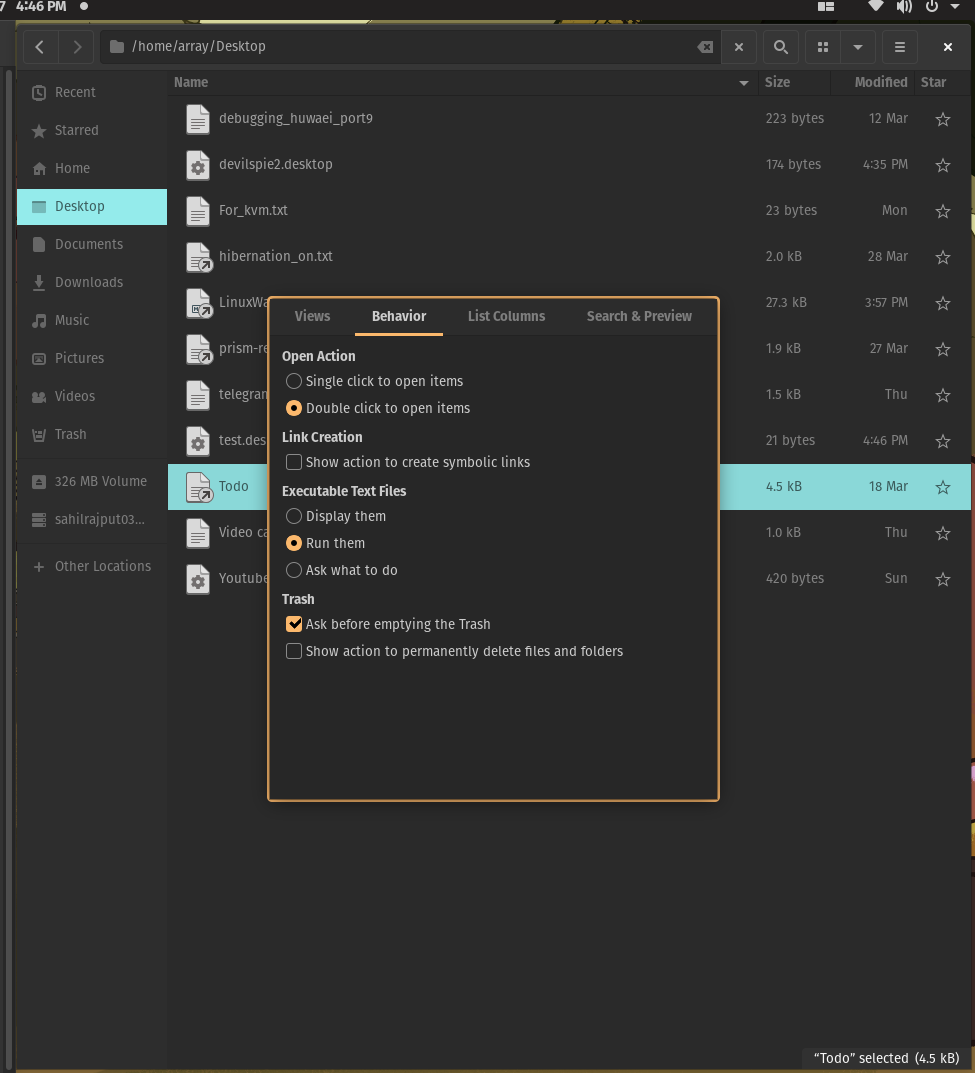 7 4:46 PM
/home/array/Desktop
Name Size Modified Star
Recent
Starred
Home
Desktop
Documents
Downloads
Music
Pictures
Videos
Trash
326 MB Volume
sahilrajput03...
Other Locations
debugging_huwaei_port9 223 bytes 12 Mar
devilspie2.desktop 174 bytes 4:35 PM
For_kvm.txt 23 bytes Mon
hibernation_on.txt 2.0 kB 28 Mar
LinuxWa 27.3 kB 3:57 PM
prism-re 1.9 kB 27 Mar
telegran 1.5 kB Thu
test.des 21 bytes 4:46 PM
Todo 4.5 kB 18 Mar
Video ca 1.0 kB Thu
Youtube 420 bytes Sun
Views Behavior List Columns Search & Preview
Open Action
Single click to open items
Double click to open items
Link Creation
Show action to create symbolic links
Executable Text Files
Display them
Run them
Ask what to do
Trash
Ask before emptying the Trash
Show action to permanently delete files and folders
“Todo” selected (4.5 kB)